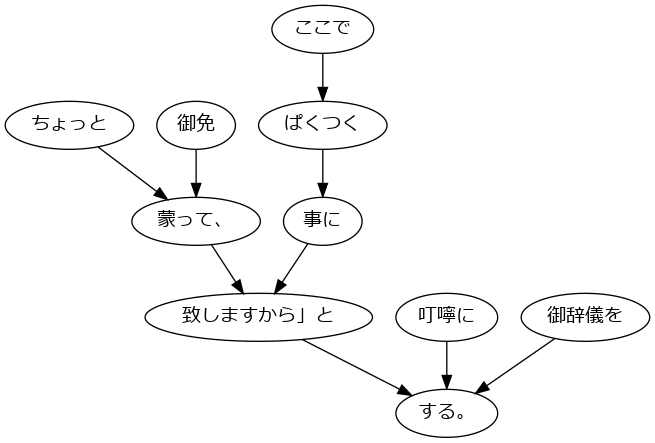 ここで
ちょっと 御免 ぱくつく
蒙って、 事に
致しますから」と 叮嚀に 御辞儀を
する。